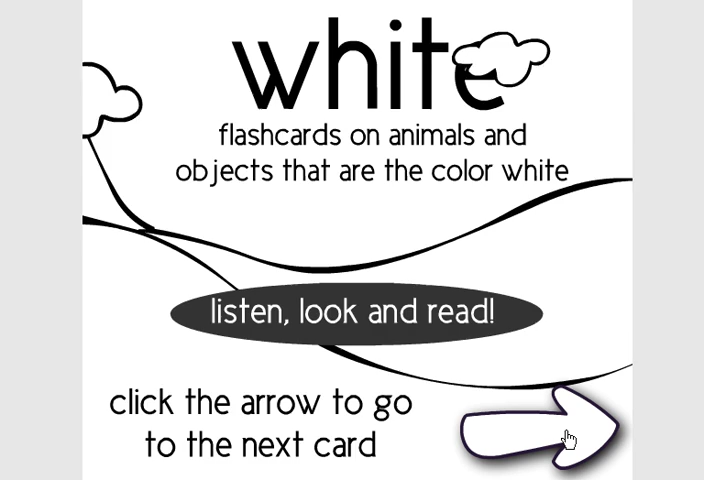 white
flashcards on animals and
objects that are the color white
listen, look and read!
click the arrow to go
to the next card